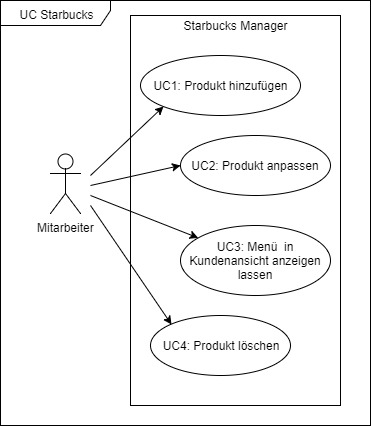 UC Starbucks
Starbucks Manager
UC1: Produkt hinzufügen
UC2: Produkt anpassen
Mitarbeiter
UC3: Menü in
Kundenansicht anzeigen
lassen
UC4: Produkt löschen